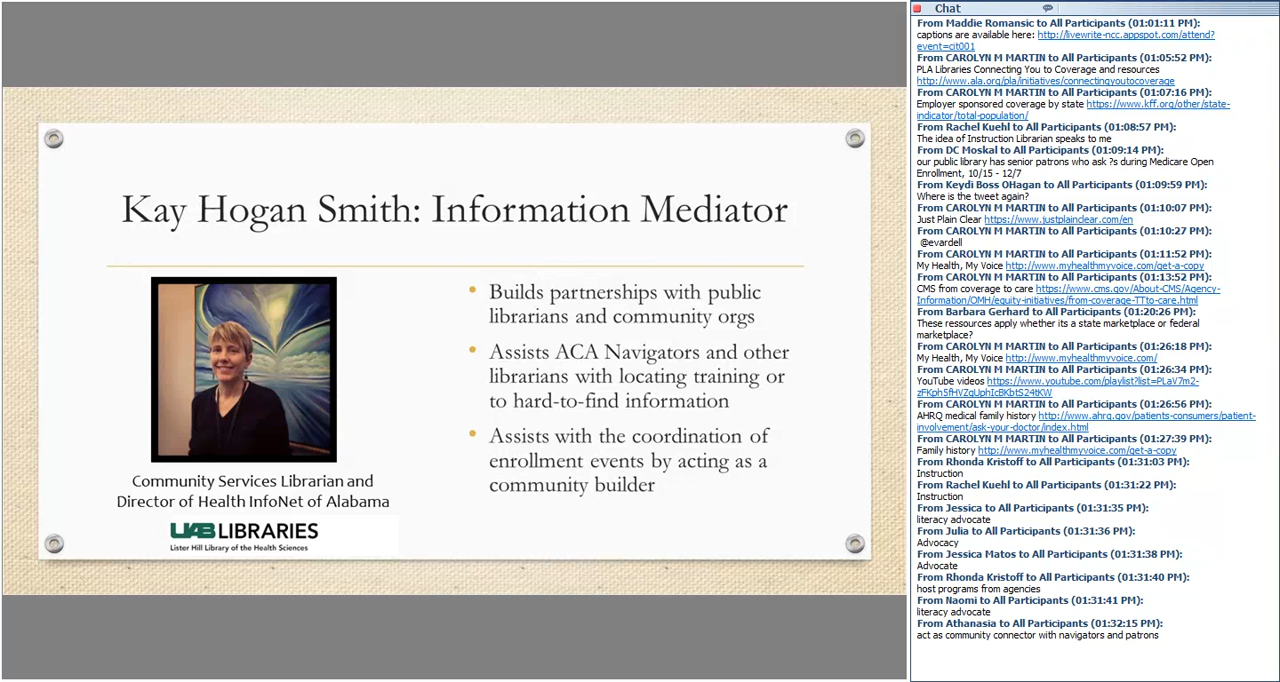 Kay Hogan Smith: Information Mediator
• Builds partnerships with public
librarians and community orgs
• Assists ACA Navigators and other
librarians with locating training or
to hard-to-find information
• Assists with the coordination of
enrollment events by acting as a
community builder
Community Services Librarian and
Director of Health InfoNet of Alabama
UAB LIBRARIES
Lister Hill Library of the Health Sciences
Chat
From Maddie Romansic to All Participants (01:01:11 PM):
captions are available here: http://livewrite-ncc.appspot.com/attend?
event=cit001
From CAROLYN M MARTIN to All Participants (01:05:52 PM):
PLA Libraries Connecting You to Coverage and resources
http://www.ala.org/pla/initiatives/connectingyoutocoverage
From CAROLYN M MARTIN to All Participants (01:07:16 PM):
Employer sponsored coverage by state https://www.kff.org/other/state-
indicator/total-population/
From Rachel Kuehl to All Participants (01:08:57 PM):
The idea of Instruction Librarian speaks to me
From DC Moskal to All Participants (01:09:14 PM):
our public library has senior patrons who ask ?s during Medicare Open
Enrollment, 10/15 - 12/7
From Keydi Boss OHagan to All Participants (01:09:59 PM):
Where is the tweet again?
From CAROLYN M MARTIN to All Participants (01:10:07 PM):
Just Plain Clear https://www.justplainclear.com/en
From CAROLYN M MARTIN to All Participants (01:10:27 PM):
@evardell
From CAROLYN M MARTIN to All Participants (01:11:52 PM):
My Health, My Voice http://www.myhealthmyvoice.com/get-a-copy
From CAROLYN M MARTIN to All Participants (01:13:52 PM):
CMS from coverage to care https://www.cms.gov/About-CMS/Agency-
Information/OMH/equity-initiatives/from-coverage-TTto-care.html
From Barbara Gerhard to All Participants (01:20:26 PM):
These ressources apply whether its a state marketplace or federal
marketplace?
From CAROLYN M MARTIN to All Participants (01:26:18 PM):
My Health, My Voice http://www.myhealthmyvoice.com/
From CAROLYN M MARTIN to All Participants (01:26:34 PM):
YouTube videos https://www.youtube.com/playlist?list=PLaV7m2-
zFKph5fHVZgUphIcBKbtS24tKW
From CAROLYN M MARTIN to All Participants (01:26:56 PM):
AHRQ medical family history http://www.ahrq.gov/patients-consumers/patient-
involvement/ask-your-doctor/index.html
From CAROLYN M MARTIN to All Participants (01:27:39 PM):
Family history http://www.myhealthmyvoice.com/get-a-copy
From Rhonda Kristoff to All Participants (01:31:03 PM):
Instruction
From Rachel Kuehl to All Participants (01:31:22 PM):
Instruction
From Jessica to All Participants (01:31:35 PM):
literacy advocate
From Julia to All Participants (01:31:36 PM):
Advocacy
From Jessica Matos to All Participants (01:31:38 PM):
Advocate
From Rhonda Kristoff to All Participants (01:31:40 PM):
host programs from agencies
From Naomi to All Participants (01:31:41 PM):
literacy advocate
From Athanasia to All Participants (01:32:15 PM):
act as community connector with navigators and patrons